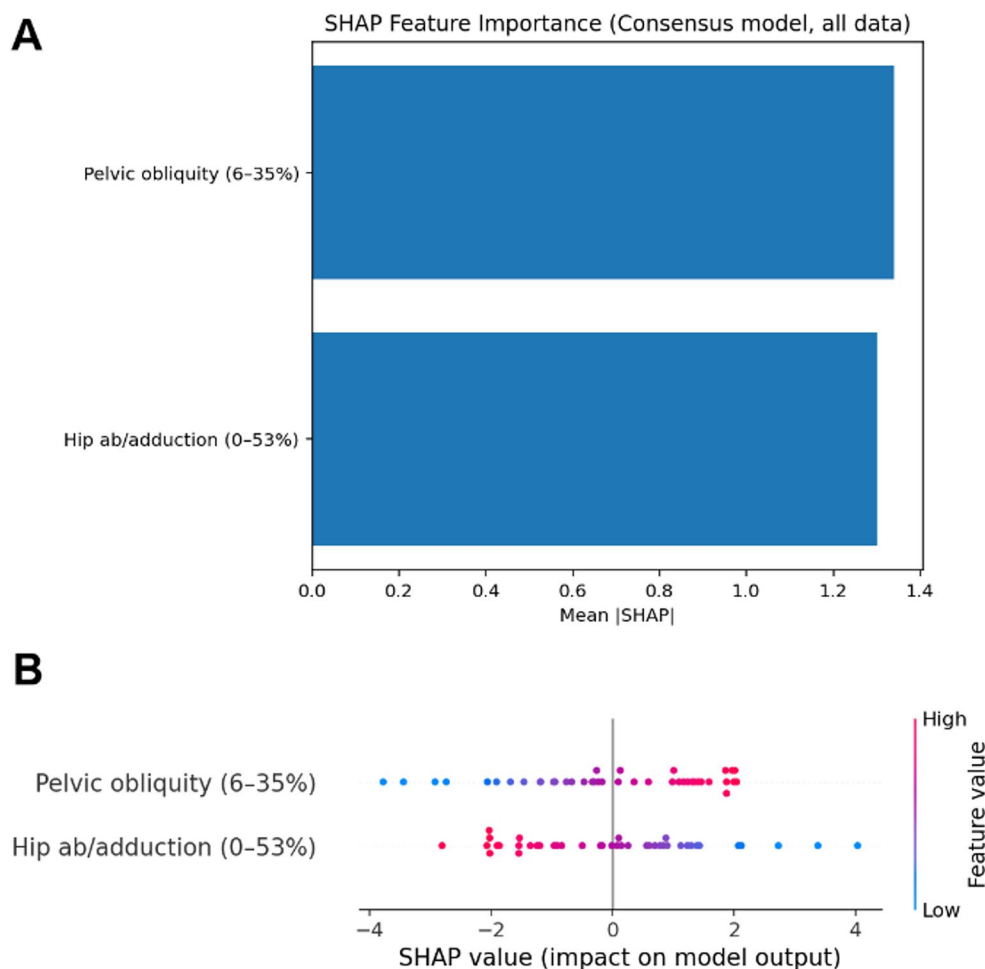 A
SHAP Feature Importance (Consensus model, all data)
Pelvic obliquity (6–35%)
Hip ab/adduction (0–53%)
0.0 0.2 0.4 0.6 0.8 1.0 1.2 1.4
Mean |SHAP|
B
High
Pelvic obliquity (6–35%)
Hip ab/adduction (0–53%)
Feature value
Low
−4 −2 0 2 4
SHAP value (impact on model output)